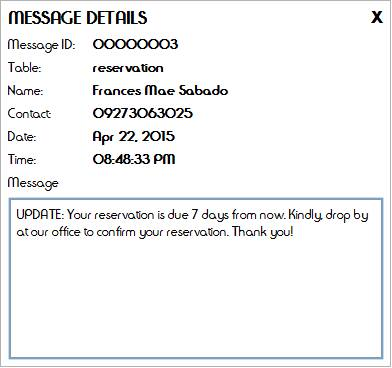 MESSAGE DETAILS X
Message ID: 00000003
Table: reservation
Name: Frances Mae Sabado
Contact: 09273063025
Date: Apr 22, 2015
Time: 08:48:33 PM
Message
UPDATE: Your reservation is due 7 days from now. Kindly, drop by
at our office to confirm your reservation. Thank you!